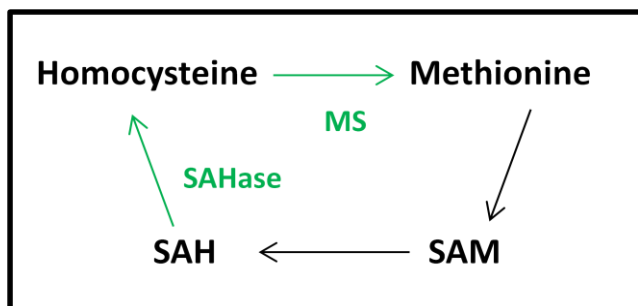 Homocysteine
Methionine
MS
SAHase
SAH
SAM